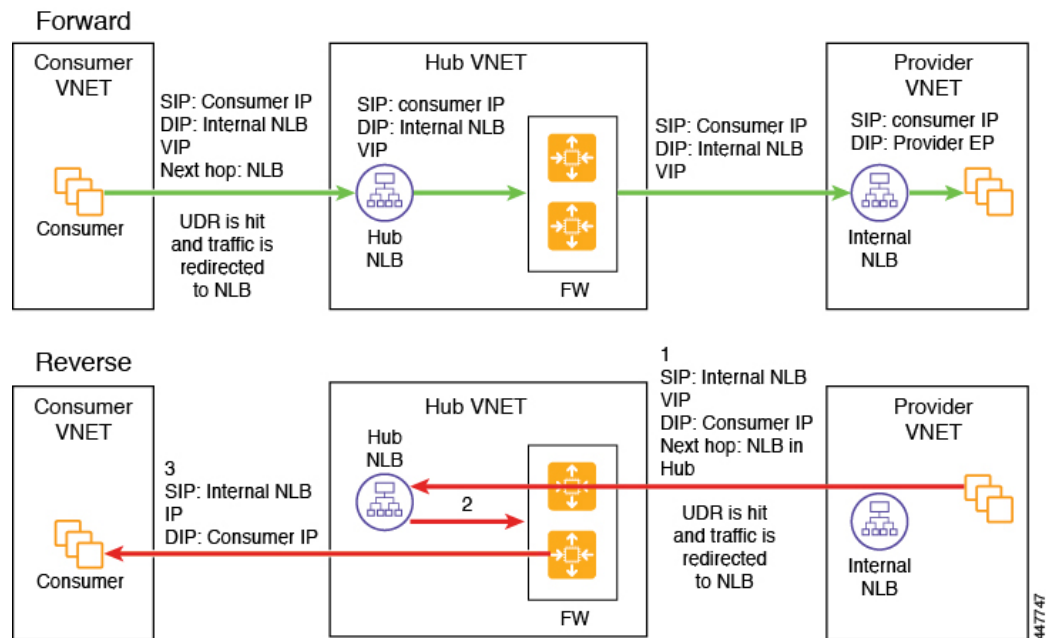 Forward
Consumer
VNET
SIP: Consumer IP
DIP: Internal NLB
VIP
Next hop: NLB
Consumer
UDR is hit
and traffic is
redirected
to NLB
Hub VNET
SIP: consumer IP
DIP: Internal NLB
VIP
Hub
NLB
FW
SIP: Consumer IP
DIP: Internal NLB
VIP
Provider
VNET
SIP: consumer IP
DIP: Provider EP
Internal
NLB
Reverse
Consumer
VNET
3
SIP: Internal NLB
IP
DIP: Consumer IP
Consumer
Hub VNET
Hub
NLB
2
FW
1
SIP: Internal NLB
VIP
DIP: Consumer IP
Next hop: NLB in
Hub
UDR is hit
and traffic is
redirected
to NLB
Provider
VNET
Internal
NLB
447747